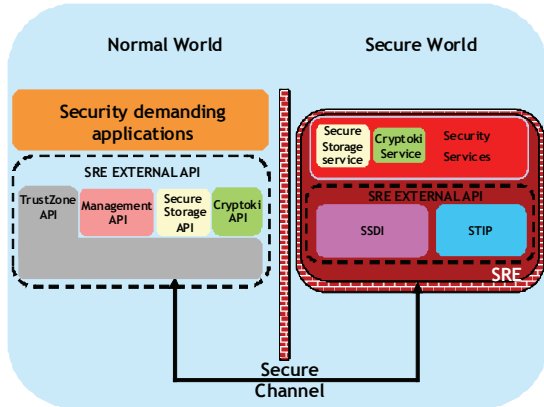 Normal World
Secure World
Security demanding
applications
SRE EXTERNAL API
TrustZone
API
Management
API
Secure
Storage
API
Cryptoki
API
Secure
Storage
service
Cryptoki
Service
Security
Services
SRE EXTERNAL API
SSDI
STIP
SRE
Secure
Channel